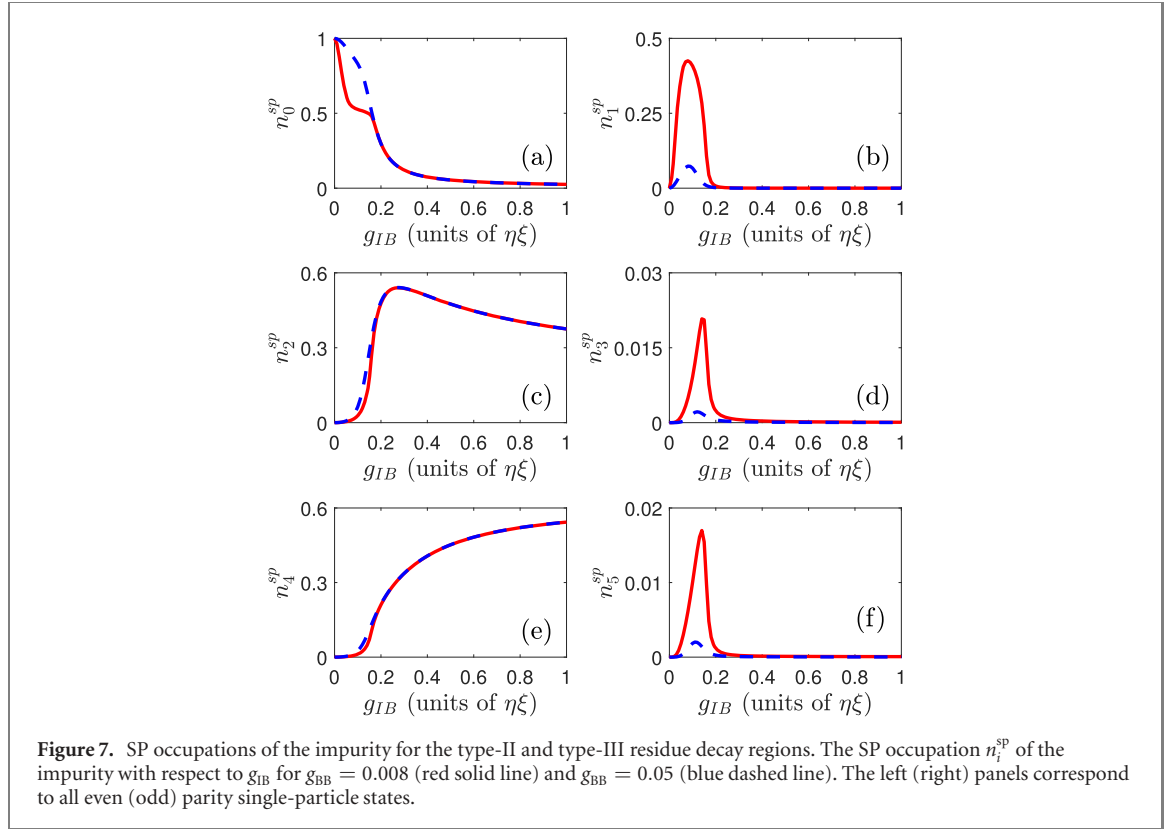 1
0.5
0
n_0^{sp}
(a)
0 0.2 0.4 0.6 0.8 1
g_{IB} (units of ηξ)
0.5
0.25
0
n_1^{sp}
(b)
0 0.2 0.4 0.6 0.8 1
g_{IB} (units of ηξ)
0.6
0.3
0
n_2^{sp}
(c)
0 0.2 0.4 0.6 0.8 1
g_{IB} (units of ηξ)
0.03
0.015
0
n_3^{sp}
(d)
0 0.2 0.4 0.6 0.8 1
g_{IB} (units of ηξ)
0.6
0.3
0
n_4^{sp}
(e)
0 0.2 0.4 0.6 0.8 1
g_{IB} (units of ηξ)
0.02
0.01
0
n_5^{sp}
(f)
0 0.2 0.4 0.6 0.8 1
g_{IB} (units of ηξ)
Figure 7. SP occupations of the impurity for the type-II and type-III residue decay regions. The SP occupation n_i^{sp} of the
impurity with respect to g_{IB} for g_{BB} = 0.008 (red solid line) and g_{BB} = 0.05 (blue dashed line). The left (right) panels correspond
to all even (odd) parity single-particle states.